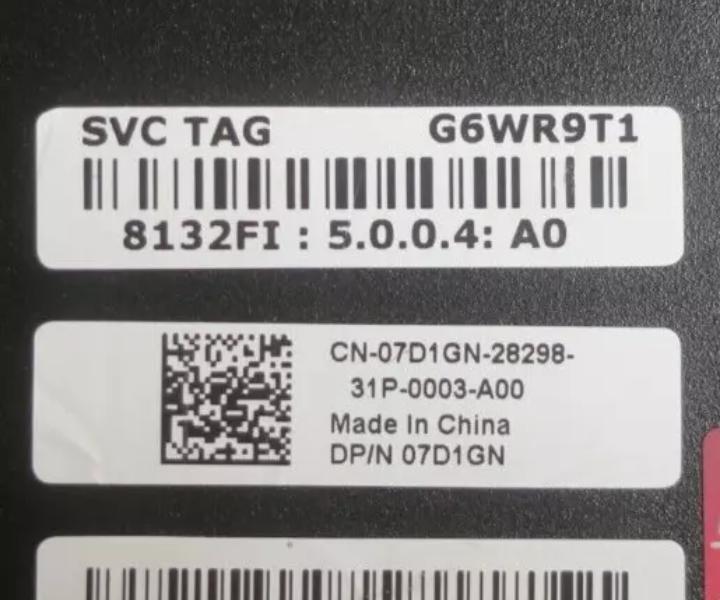 SVC TAG G6WR9T1
8132FI : 5.0.0.4: A0
CN-07D1GN-28298-
31P-0003-A00
Made In China
DP/N 07D1GN